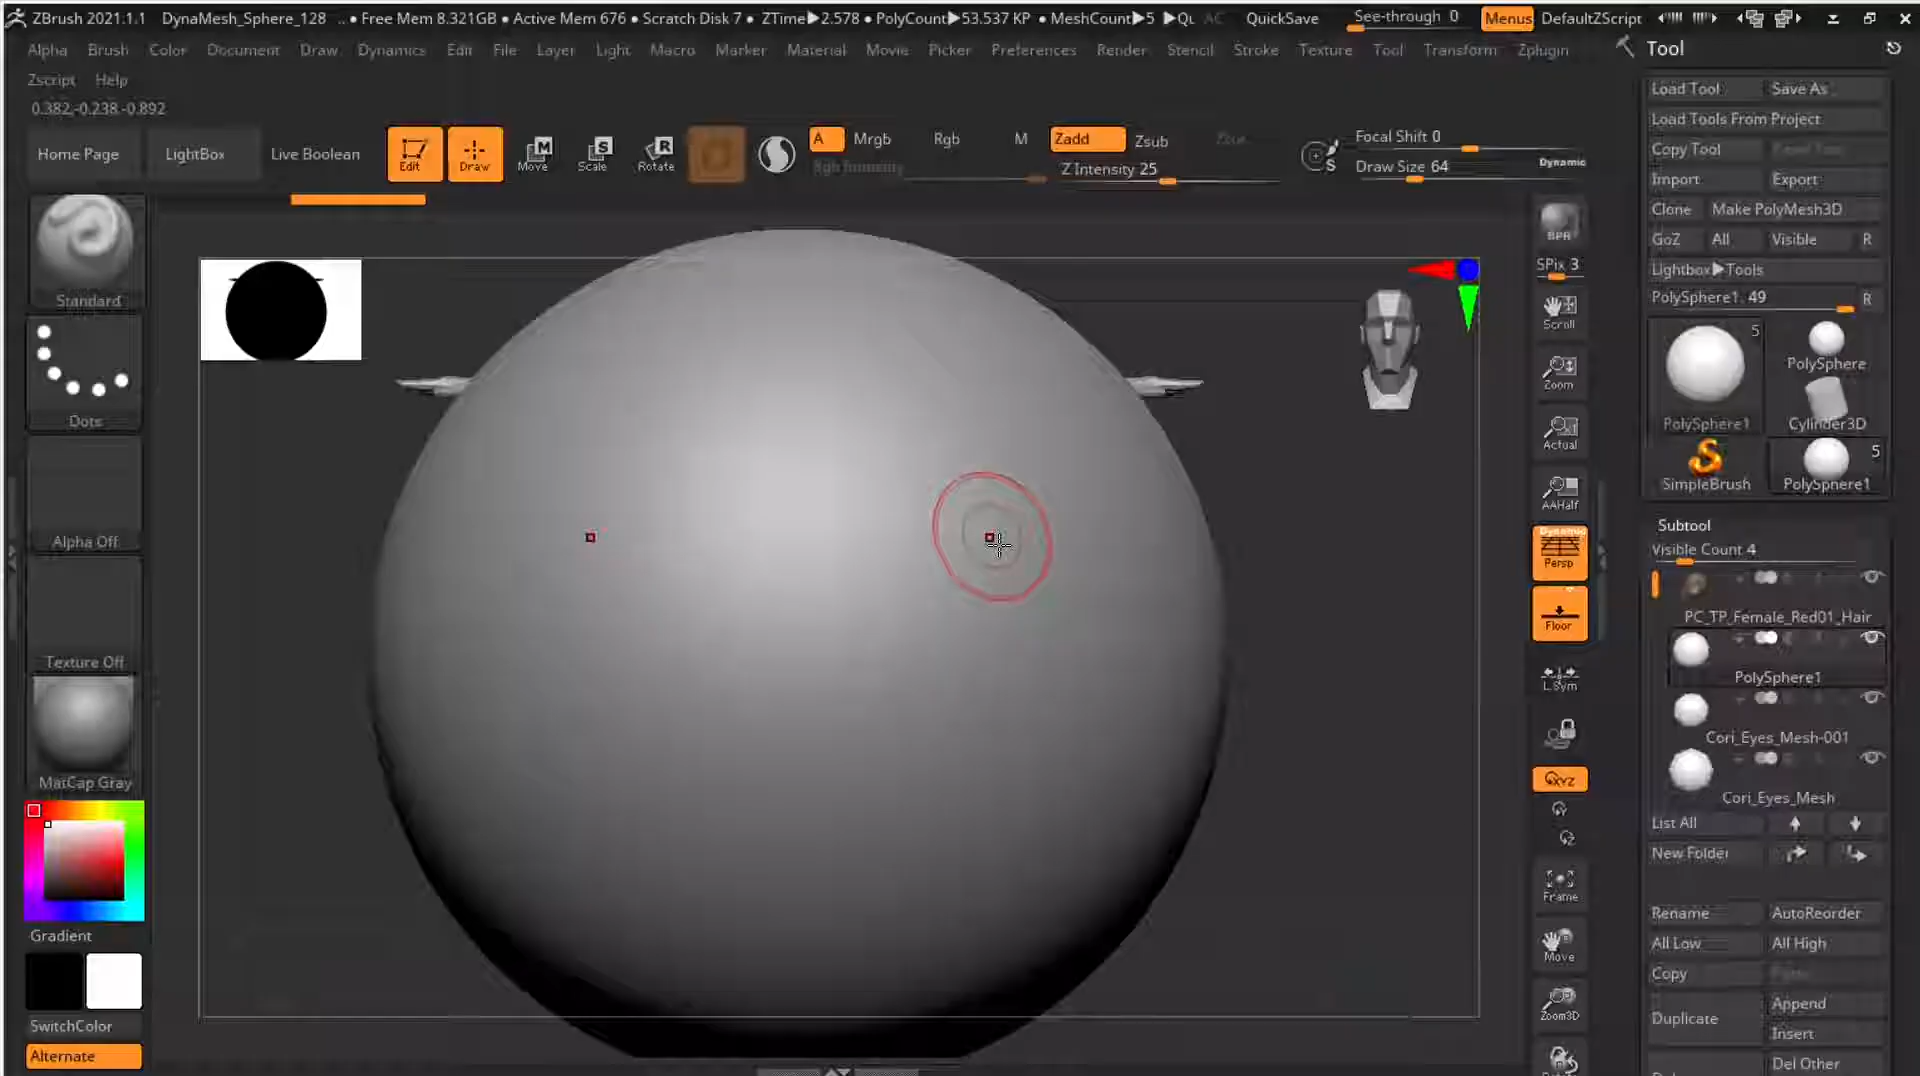 ZBrush 2021.1.1 DynaMesh_Sphere_128 .. • Free Mem 8.321GB • Active Mem 676 • Scratch Disk 7 • ZTime▶2.578 • PolyCount▶53.537 KP • MeshCount▶5 ▶Qu AC QuickSave See-through 0 Menus DefaultZScript
Alpha Brush Color Document Draw Dynamics Edit File Layer Light Macro Marker Material Movie Picker Preferences Render Stencil Stroke Texture Tool Transform Zplugin
Zscript Help
0.382,-0.238,-0.892
Home Page LightBox Live Boolean Edit Draw Move Scale Rotate A Mrgb Rgb M Zadd Zsub
Rgb Intensity Z Intensity 25
Focal Shift 0
Draw Size 64 Dynamic
Standard
Dots
Alpha Off
Texture Off
MatCap Gray
Gradient
SwitchColor
Alternate
BPR
SPix 3
Scroll
Zoom
Actual
AAHalf
Dynamic
Persp
Floor
L.Sym
XYZ
Frame
Move
Zoom3D
Tool
Load Tool Save As
Load Tools From Project
Copy Tool
Import Export
Clone Make PolyMesh3D
GoZ All Visible R
Lightbox▶Tools
PolySphere1. 49 R
5
PolySphere
PolySphere1 Cylinder3D
5
SimpleBrush PolySphere1
Subtool
Visible Count 4
PC_TP_Female_Red01_Hair
PolySphere1
Cori_Eyes_Mesh-001
Cori_Eyes_Mesh
List All
New Folder
Rename AutoReorder
All Low All High
Copy
Duplicate Append
Insert
Del Other